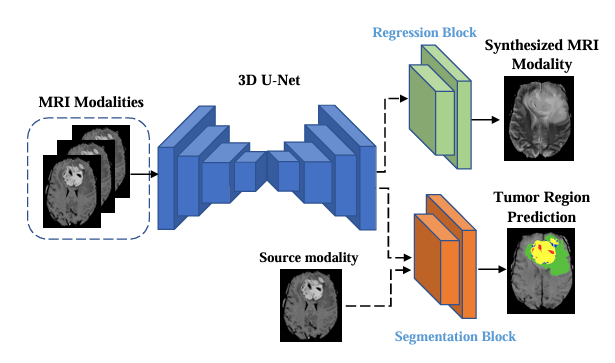 Regression Block
Synthesized MRI
Modality
3D U-Net
MRI Modalities
Tumor Region
Prediction
Source modality
Segmentation Block